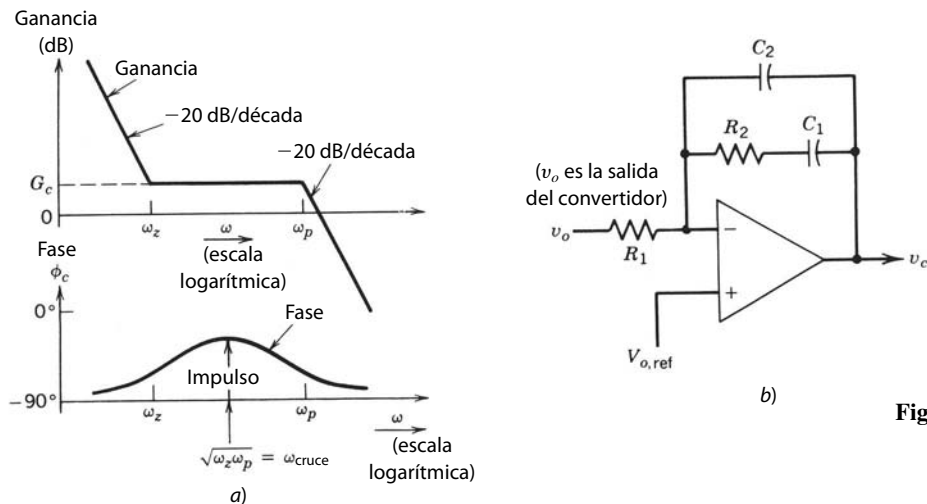 Ganancia
(dB)
Ganancia
−20 dB/década
−20 dB/década
G_c
0
ω_z
ω
ω_p
(escala
logarítmica)
Fase
ϕ_c
0°
Fase
Impulso
−90°
ω_z
ω_p
ω
(escala
logarítmica)
√ω_zω_p = ω_cruce
a)
C_2
R_2
C_1
(v_o es la salida
del convertidor)
v_o
R_1
−
+
v_c
V_o,ref
b)
Fig